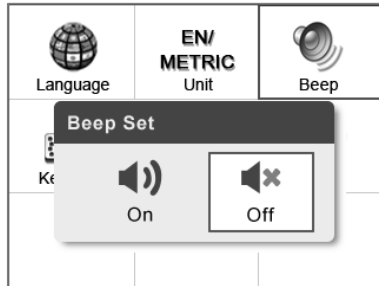 EN/
METRIC
Language
Unit
Beep
Beep Set
On
Off